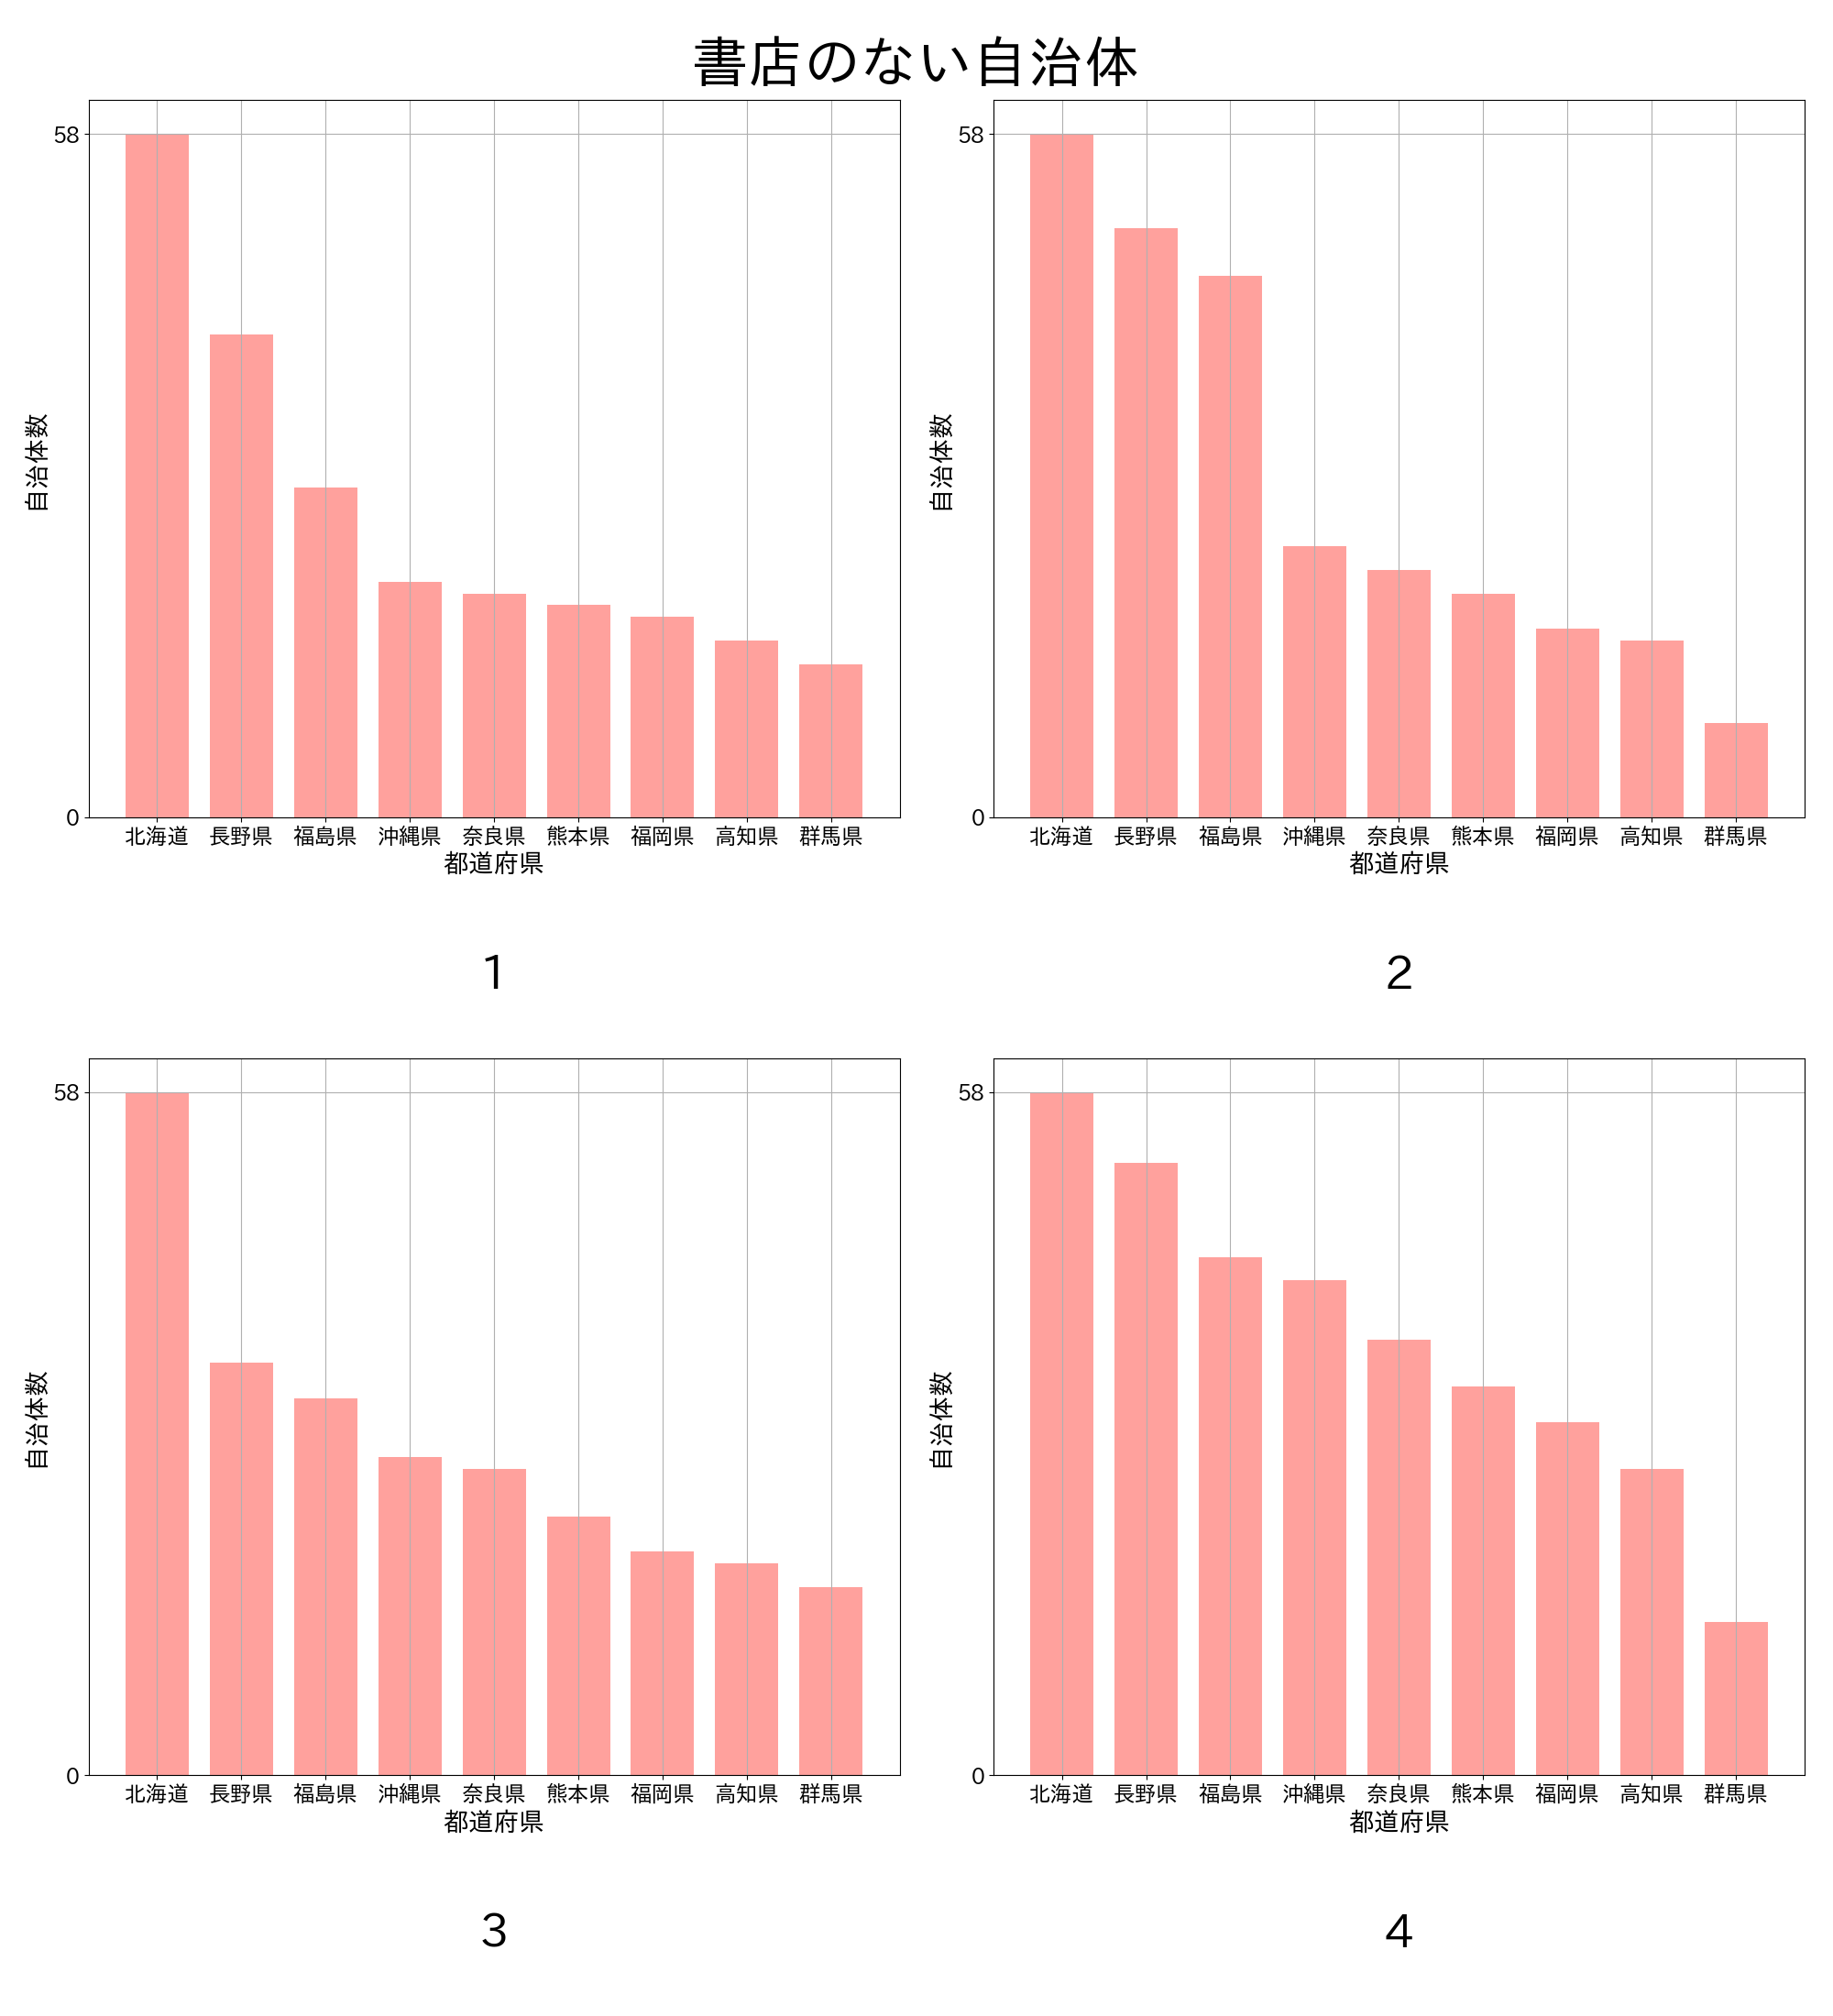 書店のない自治体
58
0
自治体数
北海道 長野県 福島県 沖縄県 奈良県 熊本県 福岡県 高知県 群馬県
都道府県
1
58
0
自治体数
北海道 長野県 福島県 沖縄県 奈良県 熊本県 福岡県 高知県 群馬県
都道府県
2
58
0
自治体数
北海道 長野県 福島県 沖縄県 奈良県 熊本県 福岡県 高知県 群馬県
都道府県
3
58
0
自治体数
北海道 長野県 福島県 沖縄県 奈良県 熊本県 福岡県 高知県 群馬県
都道府県
4